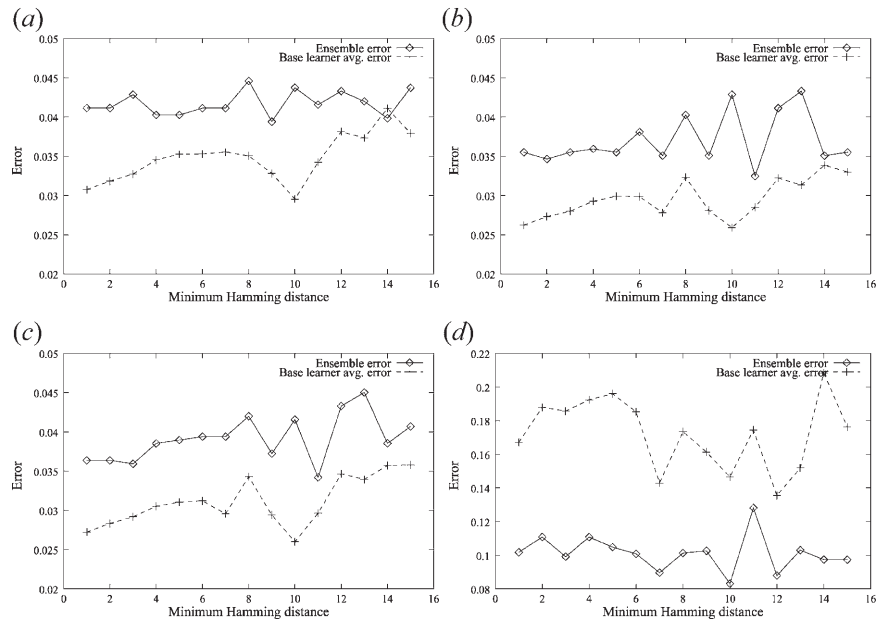 (a)
0.05
0.045
0.04
0.035
0.03
0.025
0.02
Error
0 2 4 6 8 10 12 14 16
Minimum Hamming distance
Ensemble error
Base learner avg. error
(b)
0.05
0.045
0.04
0.035
0.03
0.025
0.02
Error
0 2 4 6 8 10 12 14 16
Minimum Hamming distance
Ensemble error
Base learner avg. error
(c)
0.05
0.045
0.04
0.035
0.03
0.025
0.02
Error
0 2 4 6 8 10 12 14 16
Minimum Hamming distance
Ensemble error
Base learner avg. error
(d)
0.22
0.2
0.18
0.16
0.14
0.12
0.1
0.08
Error
0 2 4 6 8 10 12 14 16
Minimum Hamming distance
Ensemble error
Base learner avg. error